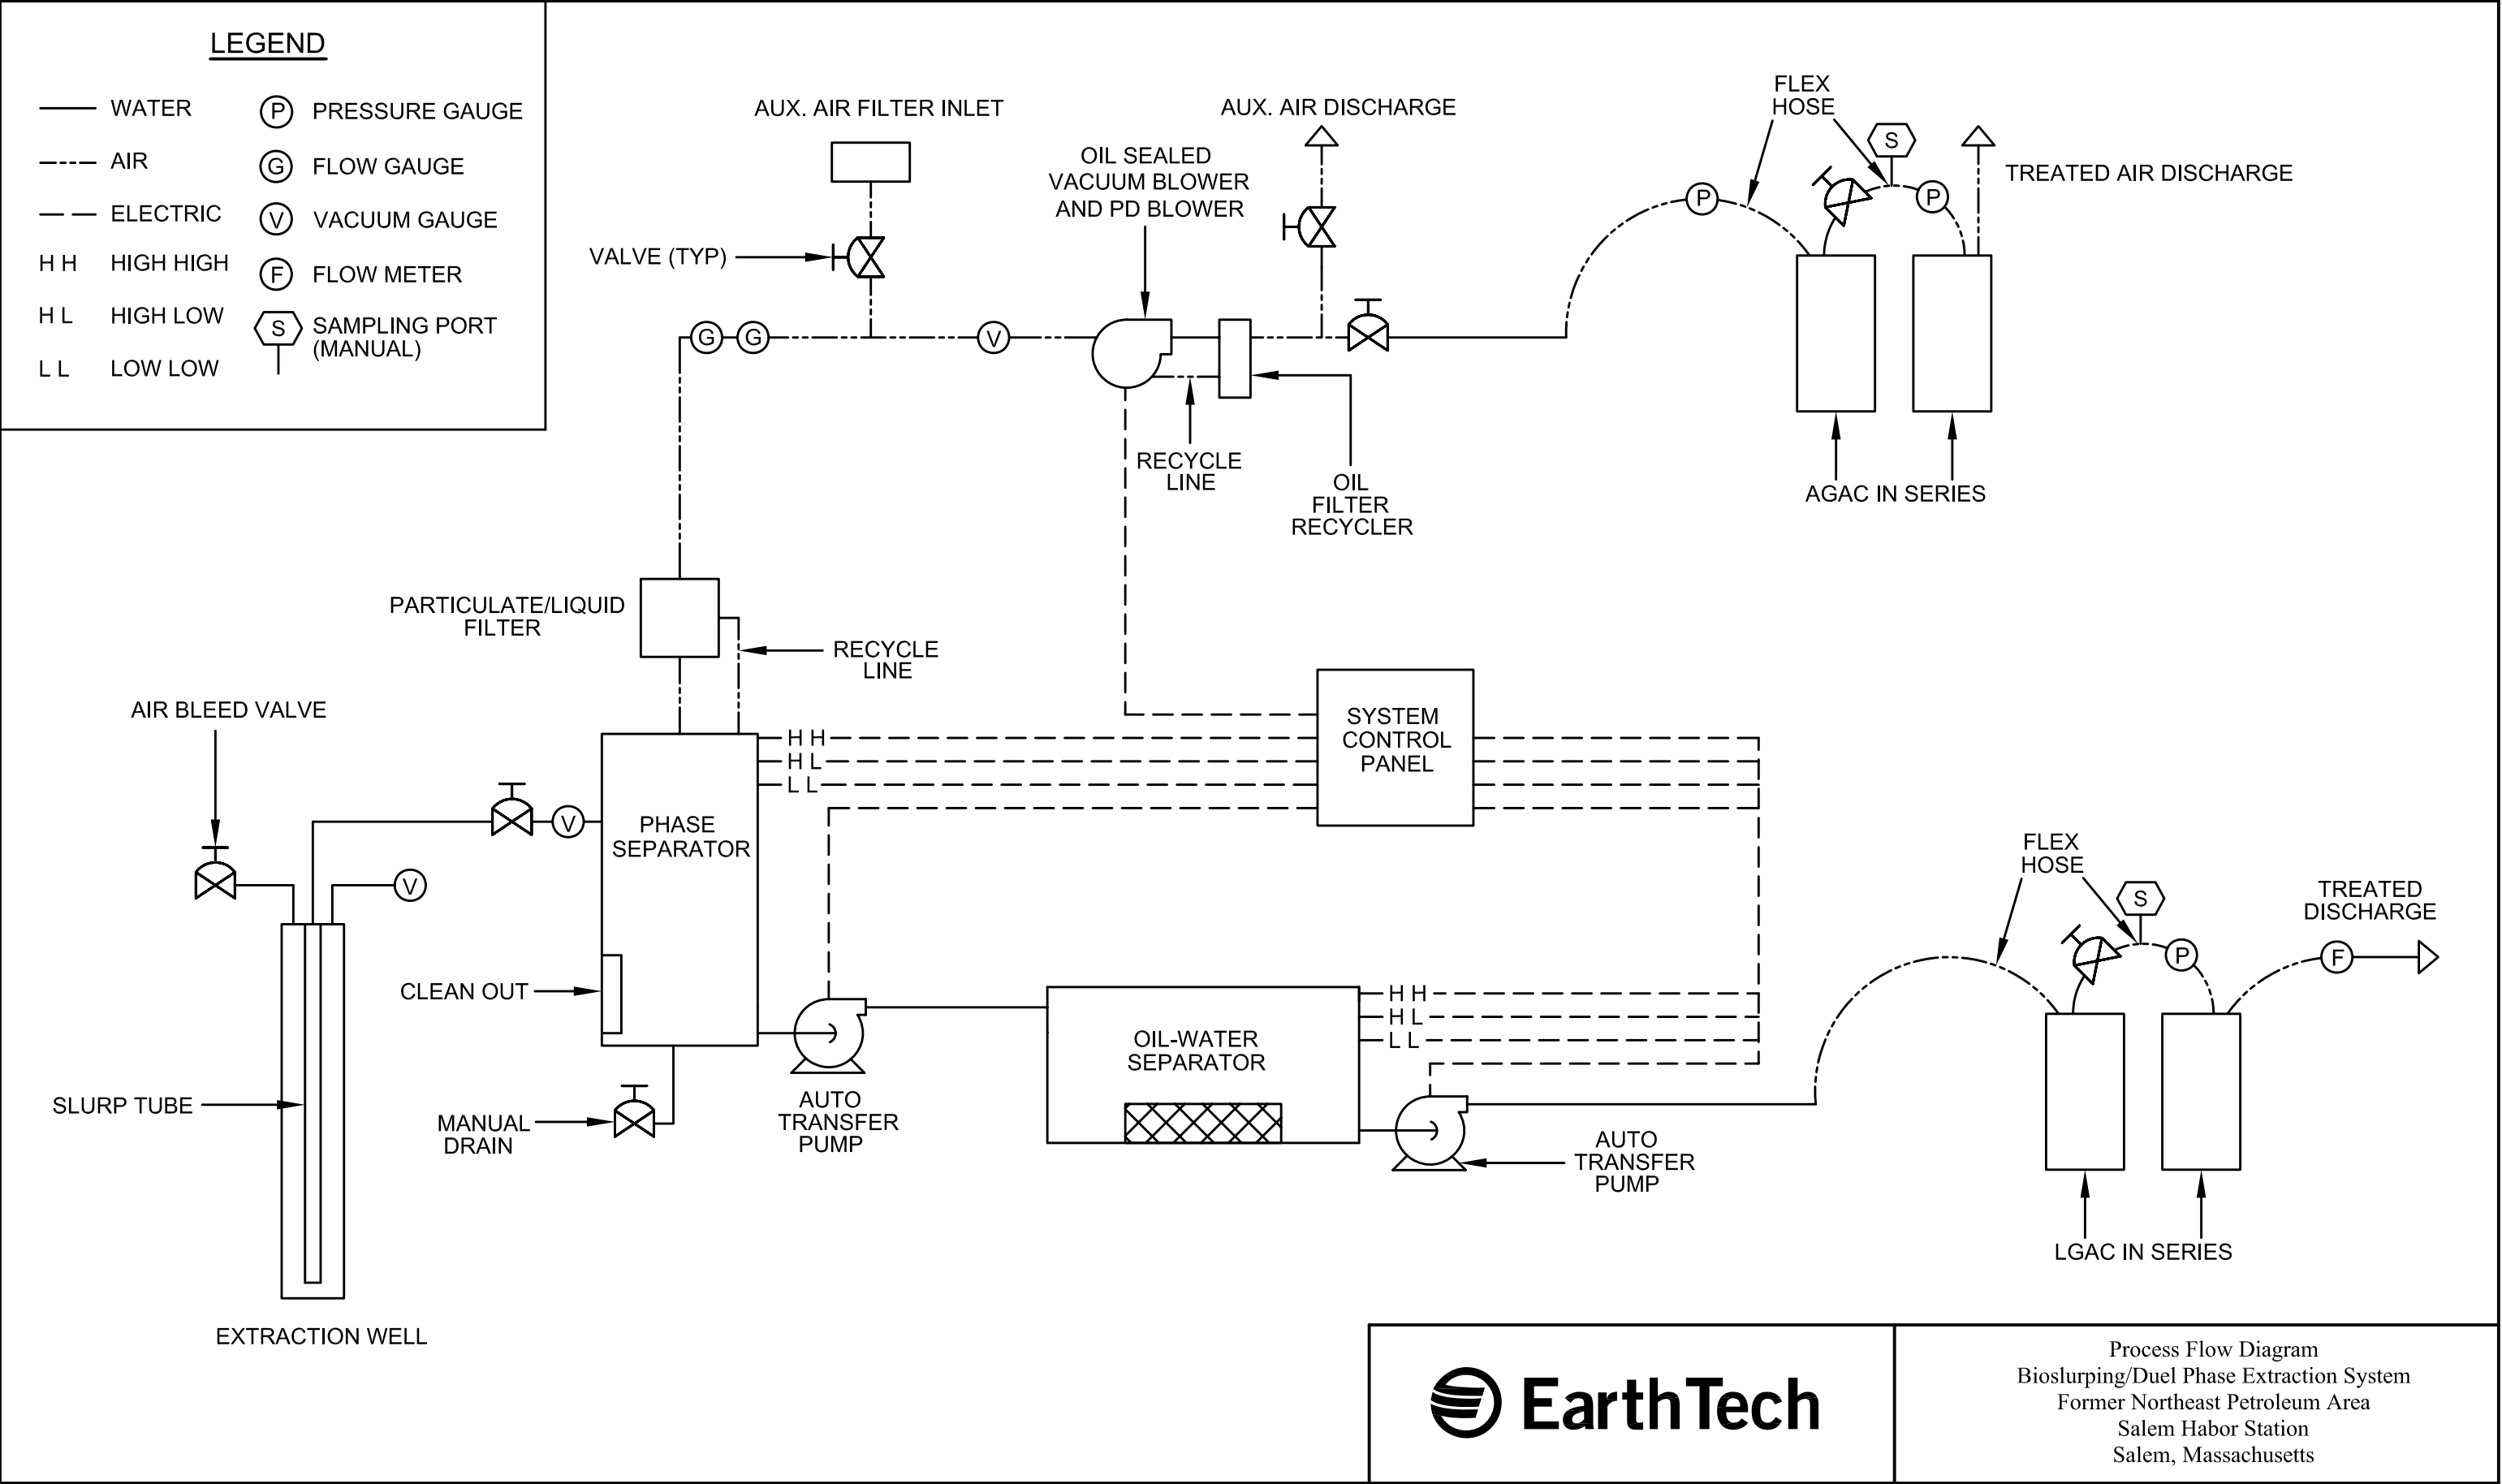 LEGEND
WATER
P PRESSURE GAUGE
AIR
G FLOW GAUGE
ELECTRIC
V VACUUM GAUGE
H H HIGH HIGH
F FLOW METER
H L HIGH LOW
S SAMPLING PORT
(MANUAL)
L L LOW LOW
AUX. AIR FILTER INLET
AUX. AIR DISCHARGE
FLEX
HOSE
S
OIL SEALED
VACUUM BLOWER
AND PD BLOWER
TREATED AIR DISCHARGE
P
P
VALVE (TYP)
G
G
V
RECYCLE
LINE
OIL
FILTER
RECYCLER
AGAC IN SERIES
PARTICULATE/LIQUID
FILTER
RECYCLE
LINE
AIR BLEED VALVE
SYSTEM
CONTROL
PANEL
H H
H L
L L
V
PHASE
SEPARATOR
V
FLEX
HOSE
S
TREATED
DISCHARGE
P
F
CLEAN OUT
H H
H L
L L
OIL-WATER
SEPARATOR
SLURP TUBE
MANUAL
DRAIN
AUTO
TRANSFER
PUMP
AUTO
TRANSFER
PUMP
LGAC IN SERIES
EXTRACTION WELL
EarthTech
Process Flow Diagram
Bioslurping/Duel Phase Extraction System
Former Northeast Petroleum Area
Salem Habor Station
Salem, Massachusetts